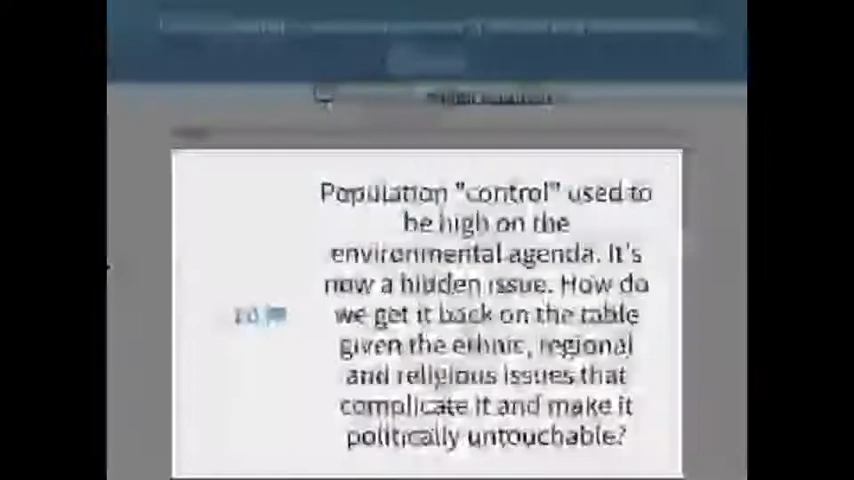 Population "control" used to
be high on the
environmental agenda. It's
now a hidden issue. How do
we get it back on the table
given the ethnic, regional
and religious issues that
complicate it and make it
politically untouchable?